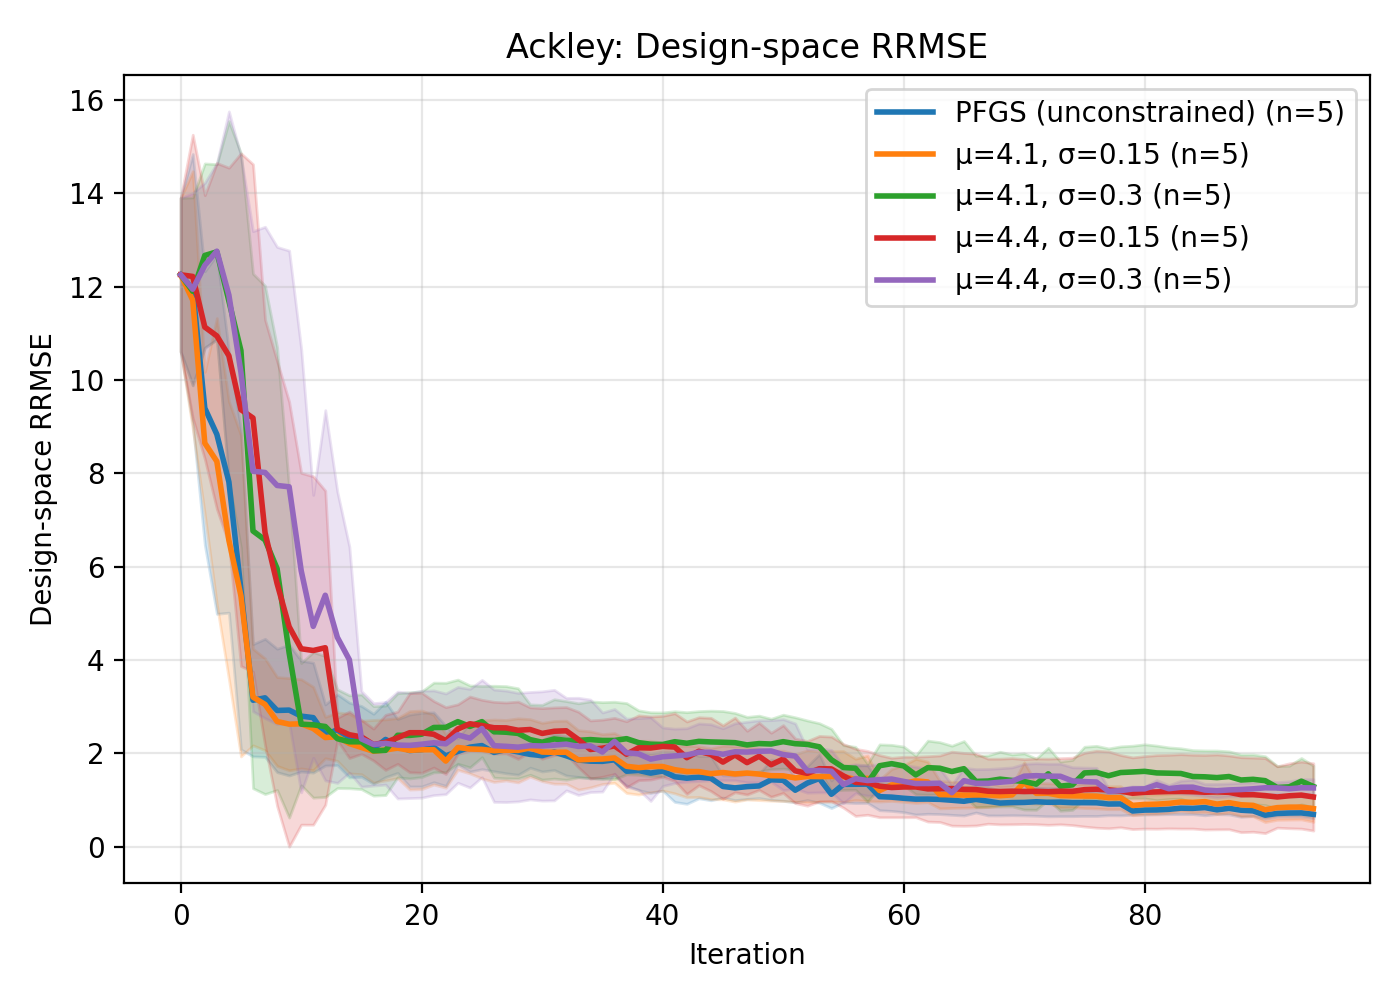 Ackley: Design-space RRMSE
PFGS (unconstrained) (n=5)
μ=4.1, σ=0.15 (n=5)
μ=4.1, σ=0.3 (n=5)
μ=4.4, σ=0.15 (n=5)
μ=4.4, σ=0.3 (n=5)
Design-space RRMSE
16
14
12
10
8
6
4
2
0
0 20 40 60 80
Iteration